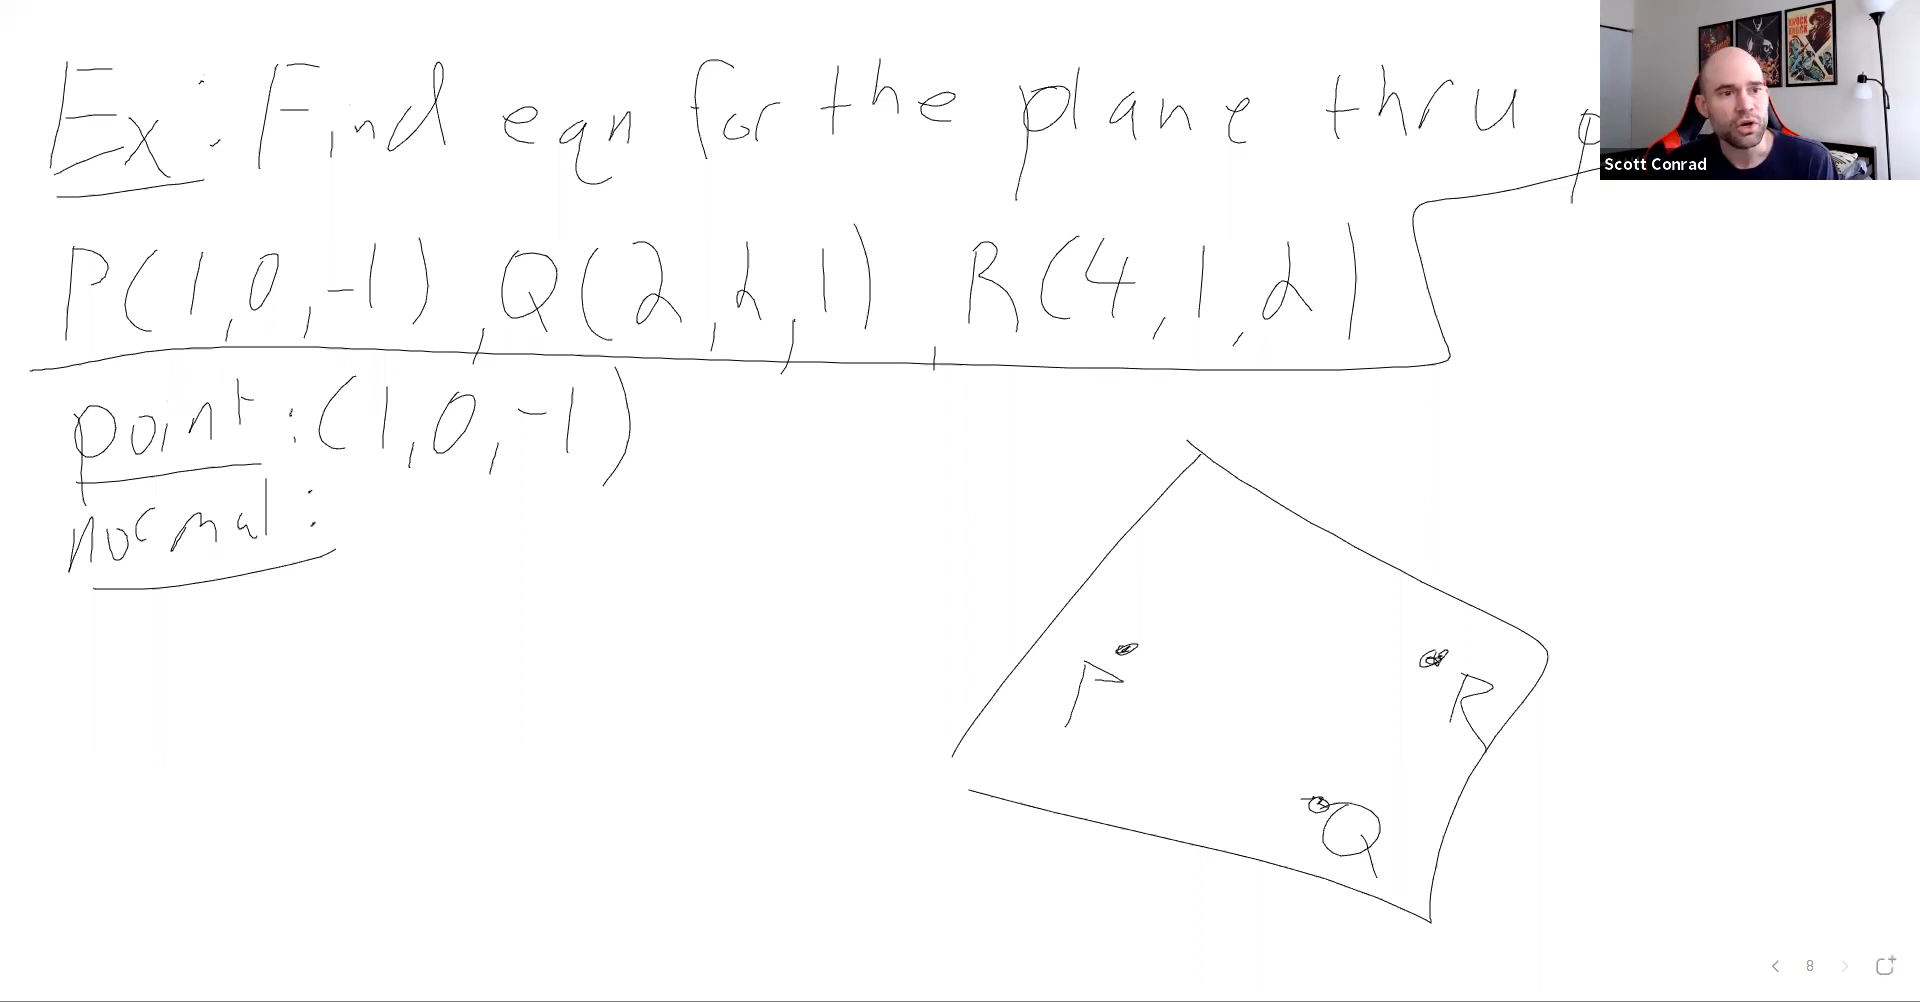 Ex: Find eqn for the plane thru p
Scott Conrad
P(1,0,-1), Q(2,2,1), R(4,1,2)
point: (1,0,-1)
normal:
P
R
Q
8